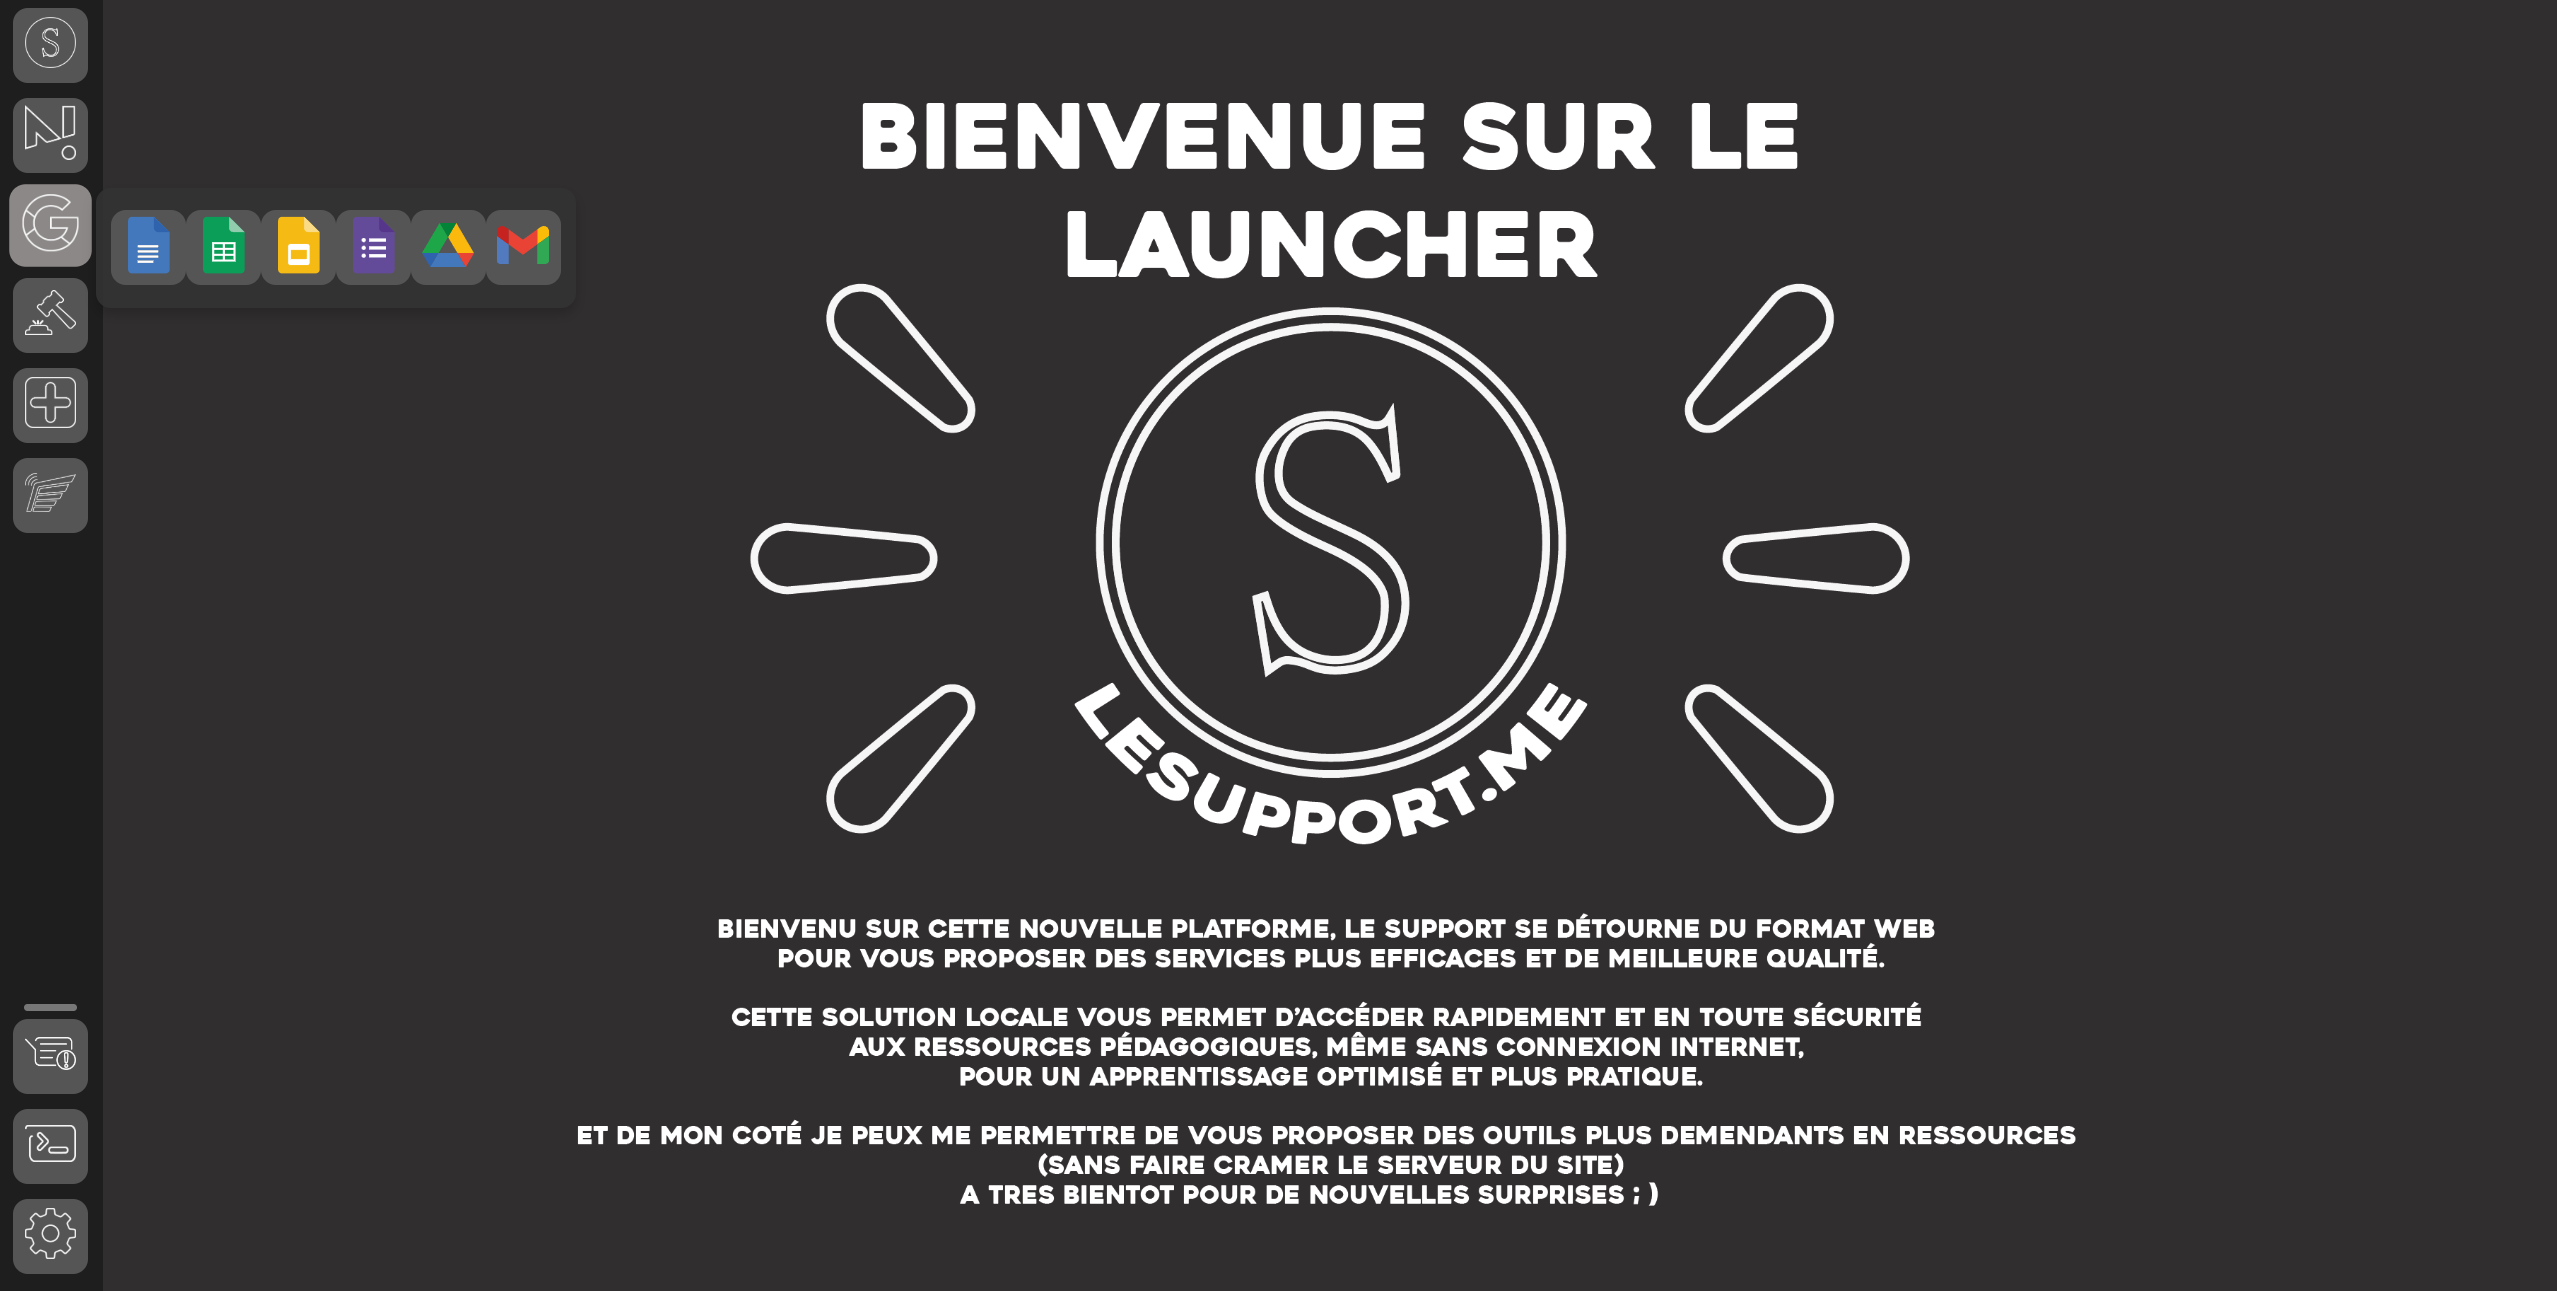 BIENVENUE SUR LE
LAUNCHER
S
LESUPPORT.ME
BIENVENU SUR CETTE NOUVELLE PLATFORME, LE SUPPORT SE DÉTOURNE DU FORMAT WEB
POUR VOUS PROPOSER DES SERVICES PLUS EFFICACES ET DE MEILLEURE QUALITÉ.
CETTE SOLUTION LOCALE VOUS PERMET D'ACCÉDER RAPIDEMENT ET EN TOUTE SÉCURITÉ
AUX RESSOURCES PÉDAGOGIQUES, MÊME SANS CONNEXION INTERNET,
POUR UN APPRENTISSAGE OPTIMISÉ ET PLUS PRATIQUE.
ET DE MON COTÉ JE PEUX ME PERMETTRE DE VOUS PROPOSER DES OUTILS PLUS DEMENDANTS EN RESSOURCES
(SANS FAIRE CRAMER LE SERVEUR DU SITE)
A TRES BIENTOT POUR DE NOUVELLES SURPRISES ; )